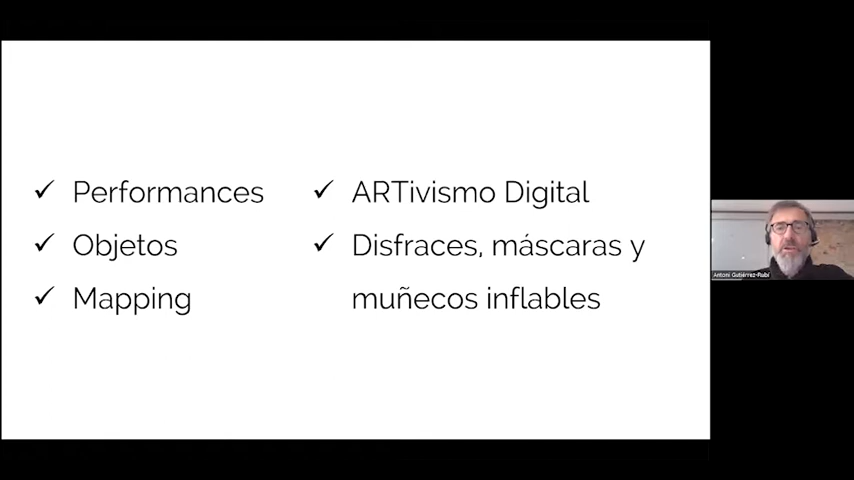 Performances
Objetos
Mapping
ARTivismo Digital
Disfraces, máscaras y
muñecos inflables
Antoni Gutiérrez-Rubí